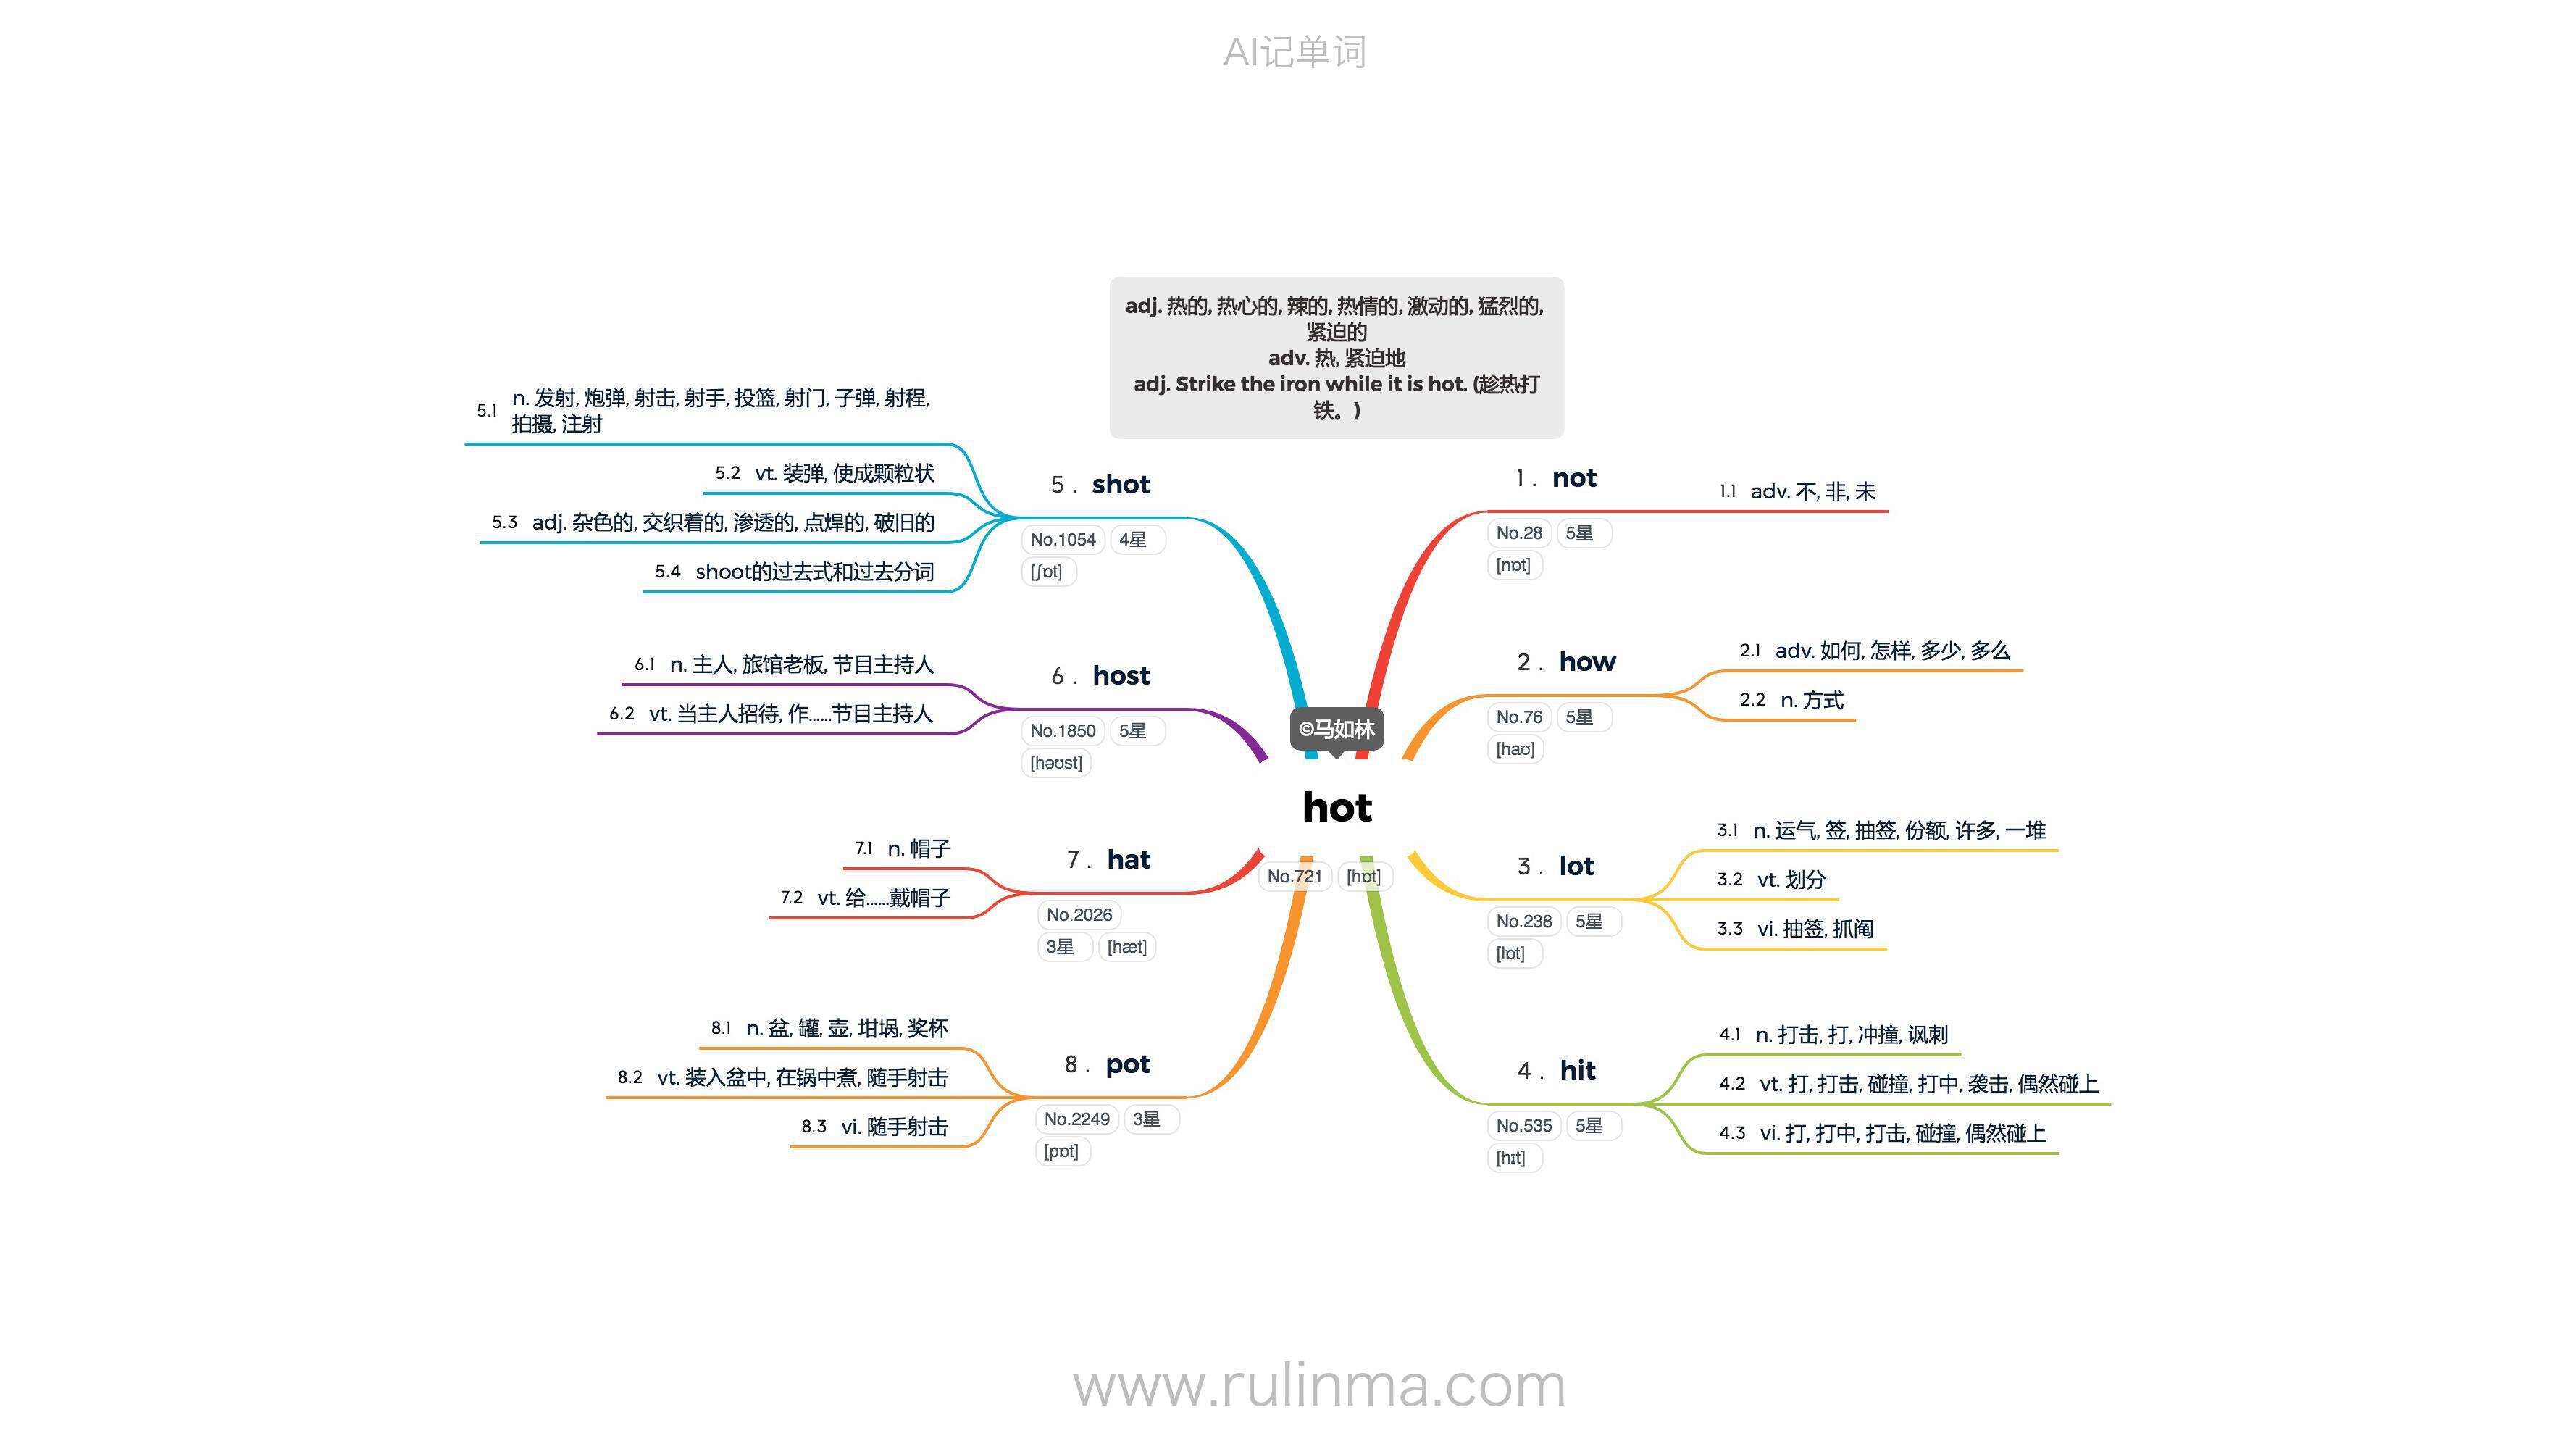 AI记单词
adj. 热的, 热心的, 辣的, 热情的, 激动的, 猛烈的,
紧迫的
adv. 热, 紧迫地
adj. Strike the iron while it is hot. (趁热打
铁。)
©马如林
hot
No.721 [hɒt]
1 . not
No.28 5星
[nɒt]
1.1 adv. 不, 非, 未
2 . how
No.76 5星
[haʊ]
2.1 adv. 如何, 怎样, 多少, 多么
2.2 n. 方式
3 . lot
No.238 5星
[lɒt]
3.1 n. 运气, 签, 抽签, 份额, 许多, 一堆
3.2 vt. 划分
3.3 vi. 抽签, 抓阄
4 . hit
No.535 5星
[hɪt]
4.1 n. 打击, 打, 冲撞, 讽刺
4.2 vt. 打, 打击, 碰撞, 打中, 袭击, 偶然碰上
4.3 vi. 打, 打中, 打击, 碰撞, 偶然碰上
5 . shot
No.1054 4星
[ʃɒt]
5.1 n. 发射, 炮弹, 射击, 射手, 投篮, 射门, 子弹, 射程,
拍摄, 注射
5.2 vt. 装弹, 使成颗粒状
5.3 adj. 杂色的, 交织着的, 渗透的, 点焊的, 破旧的
5.4 shoot的过去式和过去分词
6 . host
No.1850 5星
[həʊst]
6.1 n. 主人, 旅馆老板, 节目主持人
6.2 vt. 当主人招待, 作......节目主持人
7 . hat
No.2026
3星 [hæt]
7.1 n. 帽子
7.2 vt. 给......戴帽子
8 . pot
No.2249 3星
[pɒt]
8.1 n. 盆, 罐, 壶, 坩埚, 奖杯
8.2 vt. 装入盆中, 在锅中煮, 随手射击
8.3 vi. 随手射击
www.rulinma.com